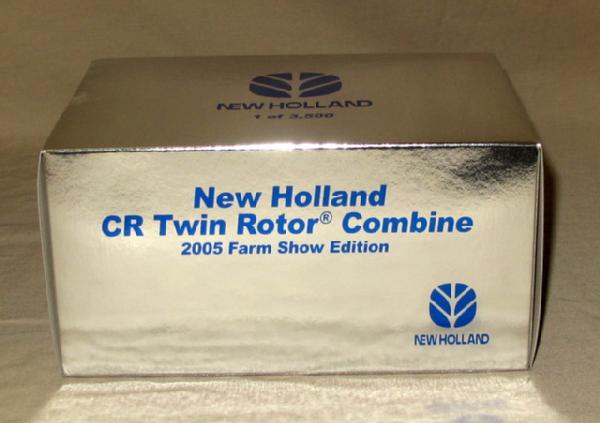 NEW HOLLAND
1 of 3,500
New Holland
CR Twin Rotor® Combine
2005 Farm Show Edition
NEW HOLLAND